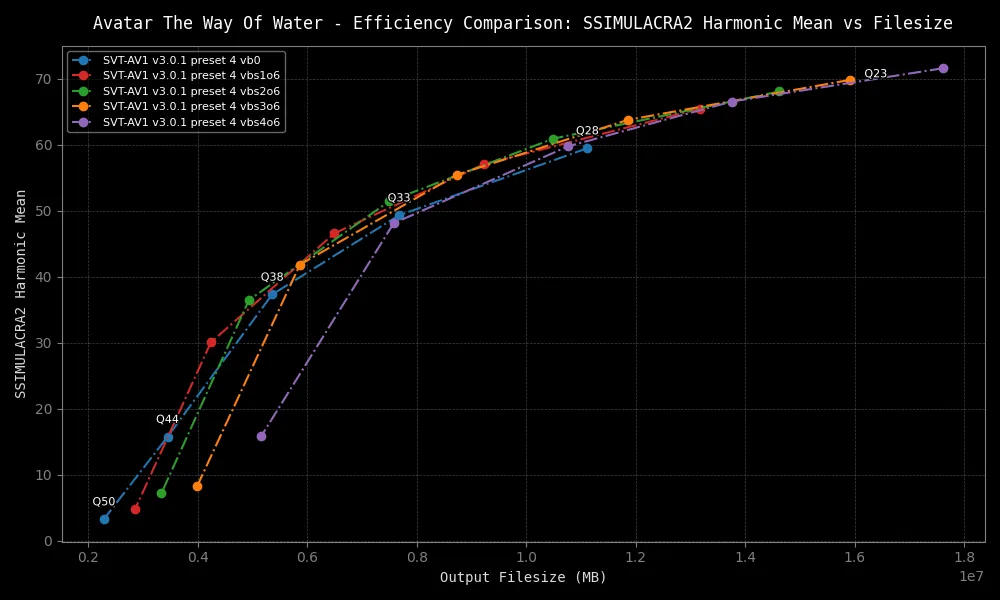 Avatar The Way Of Water - Efficiency Comparison: SSIMULACRA2 Harmonic Mean vs Filesize
SVT-AV1 v3.0.1 preset 4 vb0
SVT-AV1 v3.0.1 preset 4 vbs1o6
SVT-AV1 v3.0.1 preset 4 vbs2o6
SVT-AV1 v3.0.1 preset 4 vbs3o6
SVT-AV1 v3.0.1 preset 4 vbs4o6
SSIMULACRA2 Harmonic Mean
70
60
50
40
30
20
10
0
Q23
Q28
Q33
Q38
Q44
Q50
0.2 0.4 0.6 0.8 1.0 1.2 1.4 1.6 1.8
1e7
Output Filesize (MB)